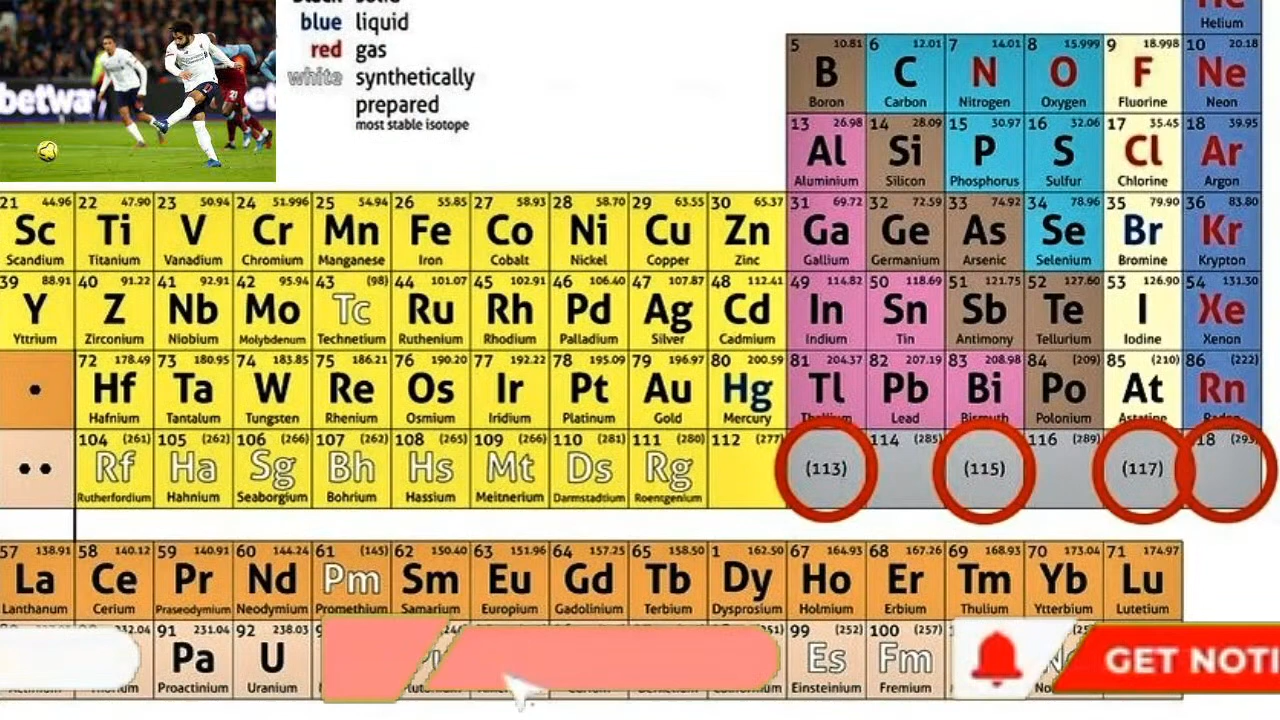 betwa
et
blue liquid
red gas
white synthetically
prepared
most stable isotope
He
Helium
5 10.81 6 12.01 7 14.01 8 15.999 9 18.998 10 20.18
B C N O F Ne
Boron Carbon Nitrogen Oxygen Fluorine Neon
13 26.98 14 28.09 15 30.97 16 32.06 17 35.45 18 39.95
Al Si P S Cl Ar
Aluminium Silicon Phosphorus Sulfur Chlorine Argon
21 44.96 22 47.90 23 50.94 24 51.996 25 54.94 26 55.85 27 58.93 28 58.70 29 63.55 30 65.37 31 69.72 32 72.59 33 74.92 34 78.96 35 79.90 36 83.80
Sc Ti V Cr Mn Fe Co Ni Cu Zn Ga Ge As Se Br Kr
Scandium Titanium Vanadium Chromium Manganese Iron Cobalt Nickel Copper Zinc Gallium Germanium Arsenic Selenium Bromine Krypton
39 88.91 40 91.22 41 92.91 42 95.94 43 (98) 44 101.07 45 102.91 46 106.40 47 107.87 48 112.41 49 114.82 50 118.69 51 121.75 52 127.60 53 126.90 54 131.30
Y Z Nb Mo Tc Ru Rh Pd Ag Cd In Sn Sb Te I Xe
Yttrium Zirconium Niobium Molybdenum Technetium Ruthenium Rhodium Palladium Silver Cadmium Indium Tin Antimony Tellurium Iodine Xenon
72 178.49 73 180.95 74 183.85 75 186.21 76 190.20 77 192.22 78 195.09 79 196.97 80 200.59 81 204.37 82 207.19 83 208.98 84 (209) 85 (210) 86 (222)
Hf Ta W Re Os Ir Pt Au Hg Tl Pb Bi Po At Rn
Hafnium Tantalum Tungsten Rhenium Osmium Iridium Platinum Gold Mercury Thallium Lead Bismuth Polonium Astatine Radon
104 (261) 105 (262) 106 (266) 107 (262) 108 (265) 109 (266) 110 (281) 111 (280) 112 (277) 114 (285) 116 (289) 18 (293)
Rf Ha Sg Bh Hs Mt Ds Rg (113) (115) (117)
Rutherfordium Hahnium Seaborgium Bohrium Hassium Meitnerium Darmstadtium Roentgenium
57 138.91 58 140.12 59 140.91 60 144.24 61 (145) 62 150.40 63 151.96 64 157.25 65 158.50 1 162.50 67 164.93 68 167.26 69 168.93 70 173.04 71 174.97
La Ce Pr Nd Pm Sm Eu Gd Tb Dy Ho Er Tm Yb Lu
Lanthanum Cerium Praseodymium Neodymium Promethium Samarium Europium Gadolinium Terbium Dysprosium Holmium Erbium Thulium Ytterbium Lutetium
232.04 91 231.04 92 238.03 99 (252) 100 (257)
Pa U Es Fm
Proactinium Uranium Einsteinium Fremium
GET NOTI